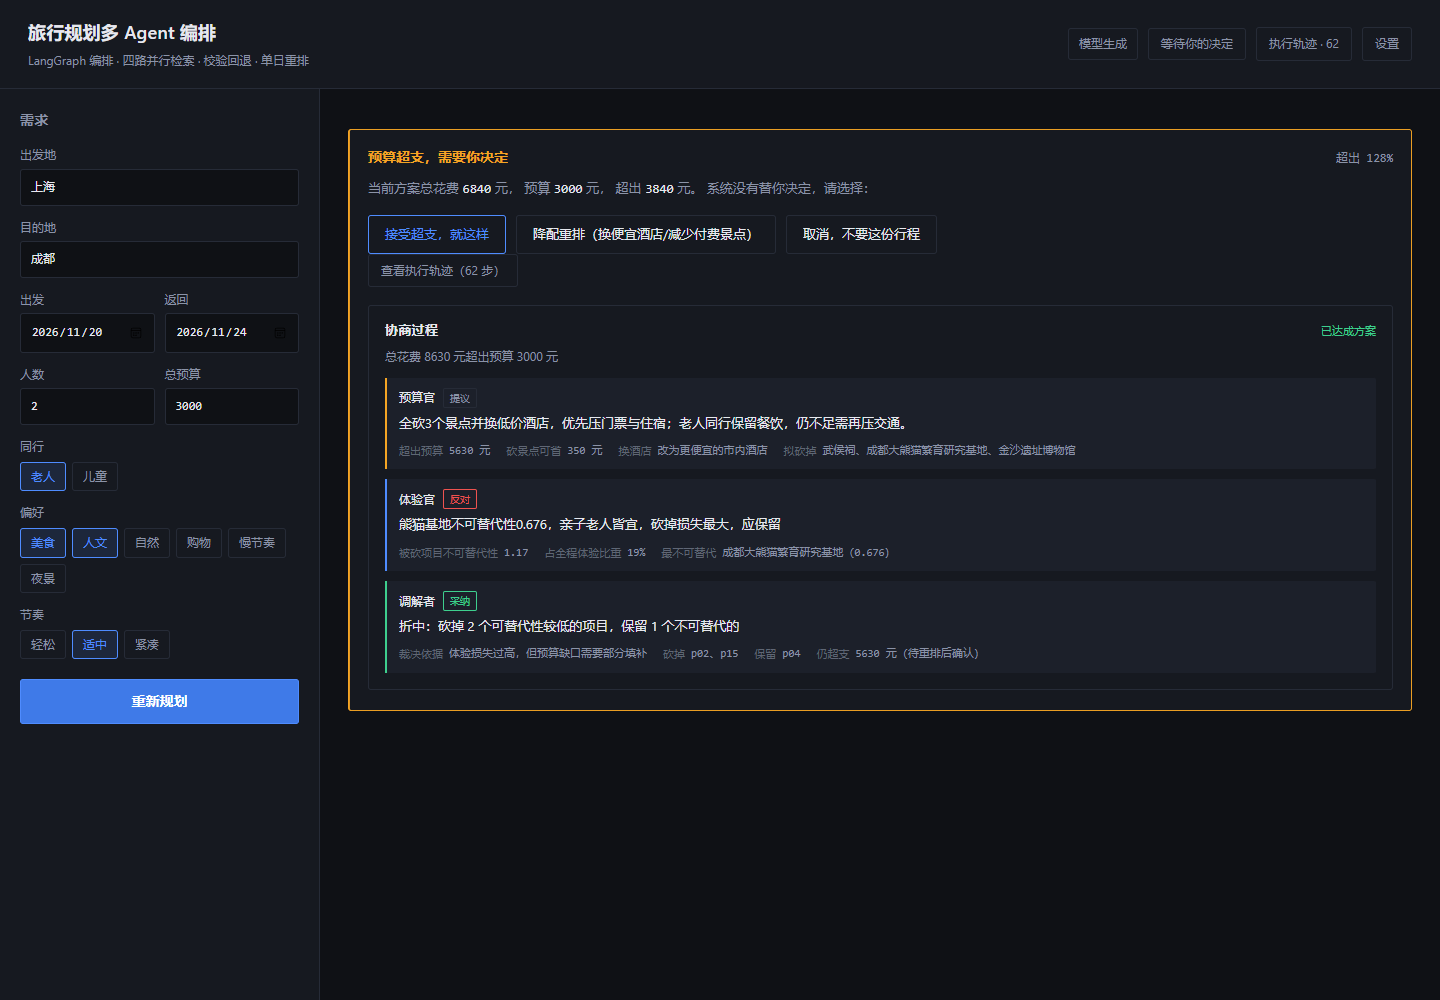 旅行规划多 Agent 编排
LangGraph 编排 · 四路并行检索 · 校验回退 · 单日重排
模型生成
等待你的决定
执行轨迹 · 62
设置
需求
出发地
上海
目的地
成都
出发
返回
2026/11/20
2026/11/24
人数
总预算
2
3000
同行
老人
儿童
偏好
美食
人文
自然
购物
慢节奏
夜景
节奏
轻松
适中
紧凑
重新规划
预算超支，需要你决定
超出 128%
当前方案总花费 6840 元， 预算 3000 元， 超出 3840 元。 系统没有替你决定，请选择：
接受超支，就这样
降配重排（换便宜酒店/减少付费景点）
取消，不要这份行程
查看执行轨迹（62 步）
协商过程
已达成方案
总花费 8630 元超出预算 3000 元
预算官 提议
全砍3个景点并换低价酒店，优先压门票与住宿；老人同行保留餐饮，仍不足需再压交通。
超出预算 5630 元 砍景点可省 350 元 换酒店 改为更便宜的市内酒店 拟砍掉 武侯祠、成都大熊猫繁育研究基地、金沙遗址博物馆
体验官 反对
熊猫基地不可替代性0.676，亲子老人皆宜，砍掉损失最大，应保留
被砍项目不可替代性 1.17 占全程体验比重 19% 最不可替代 成都大熊猫繁育研究基地（0.676）
调解者 采纳
折中：砍掉 2 个可替代性较低的项目，保留 1 个不可替代的
裁决依据 体验损失过高，但预算缺口需要部分填补 砍掉 p02、p15 保留 p04 仍超支 5630 元（待重排后确认）